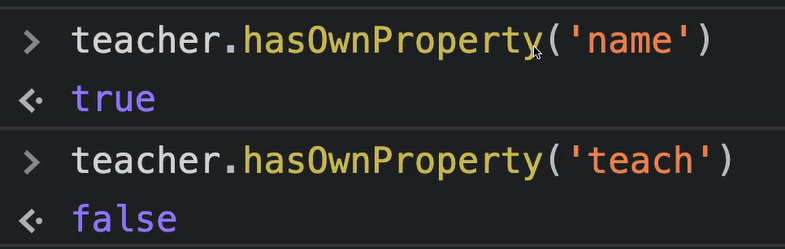 > teacher.hasOwnProperty('name')
true
> teacher.hasOwnProperty('teach')
false